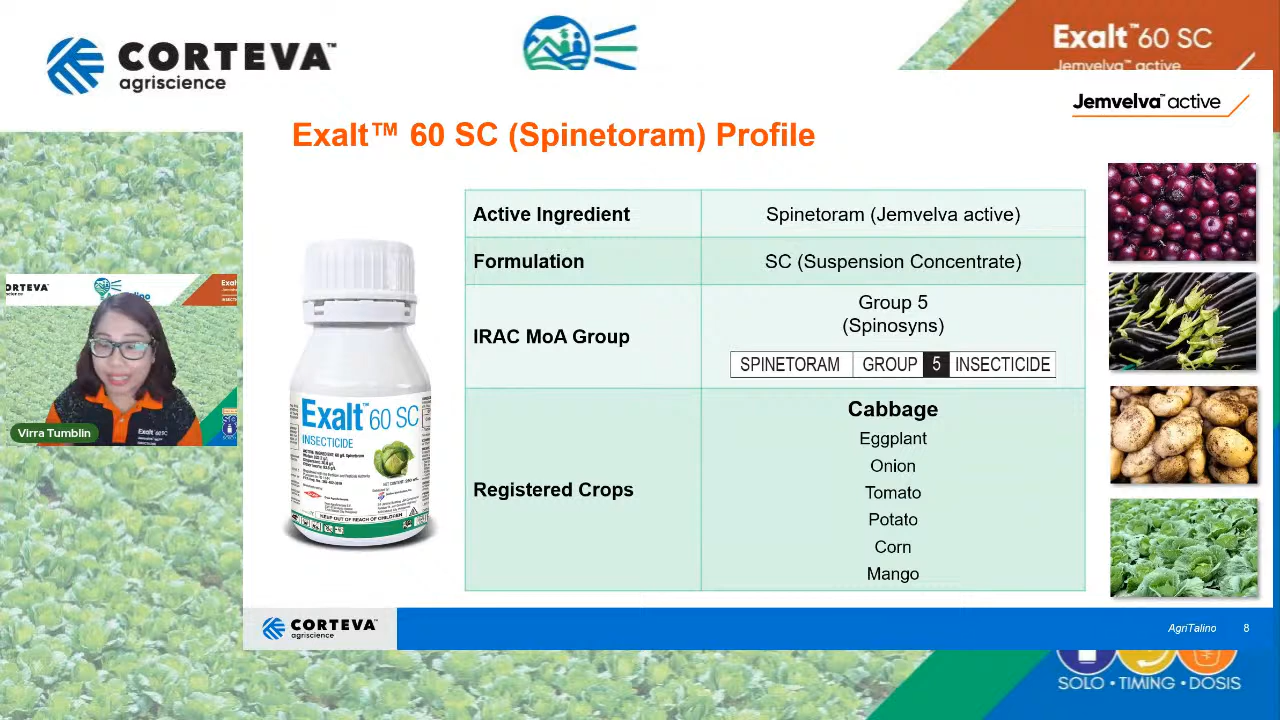 CORTEVA™
agriscience
Exalt™ 60 SC
Jemvelva™ active
Jemvelva™ active
Exalt™ 60 SC (Spinetoram) Profile
Active Ingredient
Spinetoram (Jemvelva active)
Formulation
SC (Suspension Concentrate)
IRAC MoA Group
Group 5
(Spinosyns)
SPINETORAM GROUP 5 INSECTICIDE
Registered Crops
Cabbage
Eggplant
Onion
Tomato
Potato
Corn
Mango
Exalt™ 60 SC
INSECTICIDE
KEEP OUT OF REACH OF CHILDREN
Virra Tumblin
CORTEVA™
agriscience
AgriTalino
8
SOLO • TIMING • DOSIS